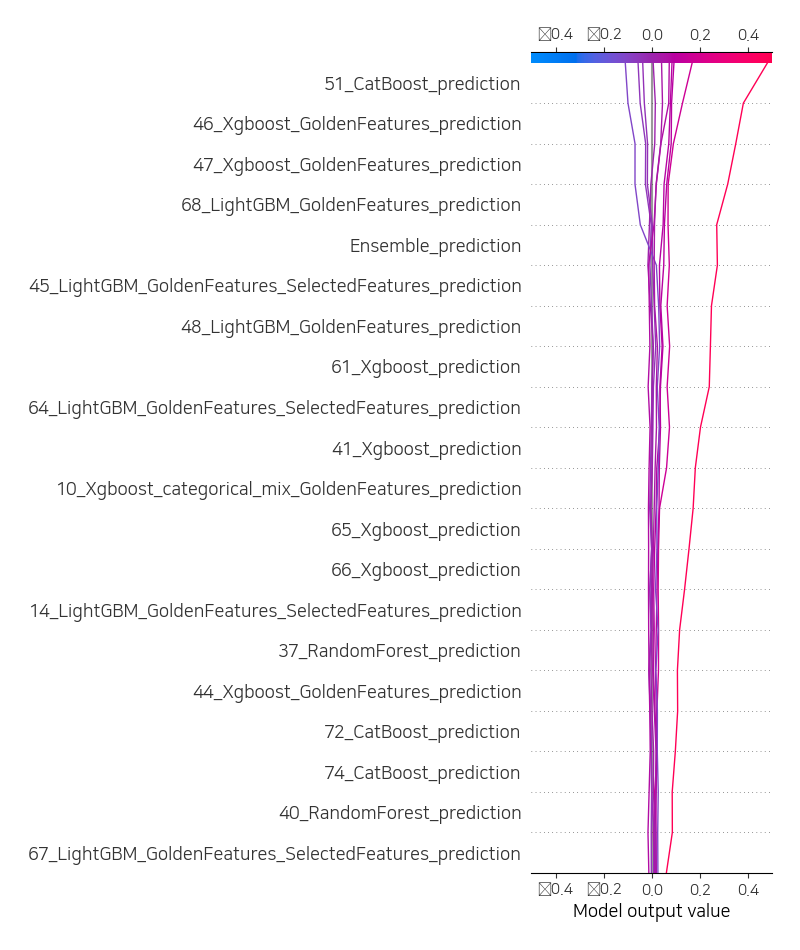 0.4 0.2 0.0 0.2 0.4
51_CatBoost_prediction
46_Xgboost_GoldenFeatures_prediction
47_Xgboost_GoldenFeatures_prediction
68_LightGBM_GoldenFeatures_prediction
Ensemble_prediction
45_LightGBM_GoldenFeatures_SelectedFeatures_prediction
48_LightGBM_GoldenFeatures_prediction
61_Xgboost_prediction
64_LightGBM_GoldenFeatures_SelectedFeatures_prediction
41_Xgboost_prediction
10_Xgboost_categorical_mix_GoldenFeatures_prediction
65_Xgboost_prediction
66_Xgboost_prediction
14_LightGBM_GoldenFeatures_SelectedFeatures_prediction
37_RandomForest_prediction
44_Xgboost_GoldenFeatures_prediction
72_CatBoost_prediction
74_CatBoost_prediction
40_RandomForest_prediction
67_LightGBM_GoldenFeatures_SelectedFeatures_prediction
0.4 0.2 0.0 0.2 0.4
Model output value